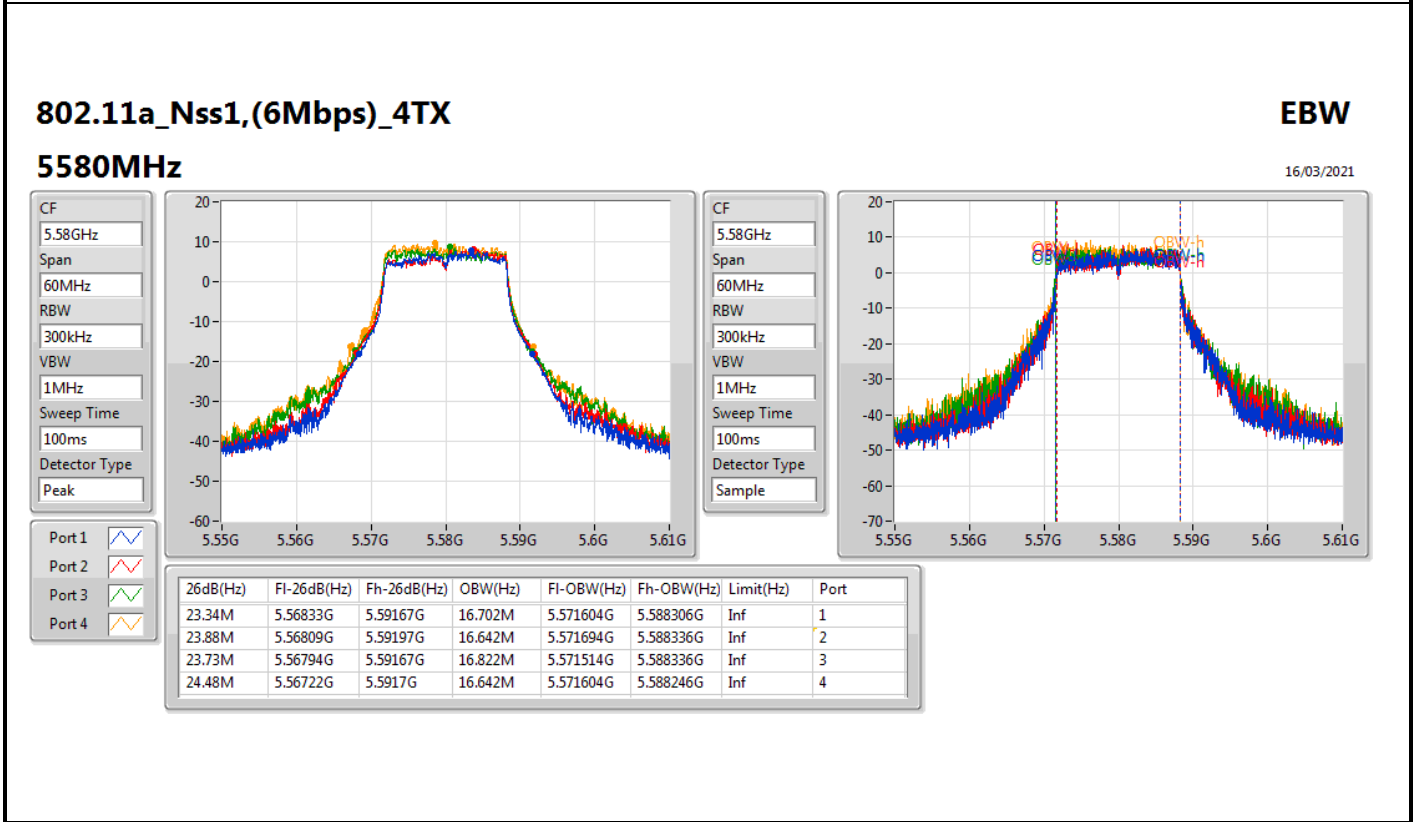 802.11a_Nss1,(6Mbps)_4TX
EBW
5580MHz
16/03/2021
CF
5.58GHz
Span
60MHz
RBW
300kHz
VBW
1MHz
Sweep Time
100ms
Detector Type
Peak
Port 1
Port 2
Port 3
Port 4
20
10
0
-10
-20
-30
-40
-50
-60
5.55G 5.56G 5.57G 5.58G 5.59G 5.6G 5.61G
CF
5.58GHz
Span
60MHz
RBW
300kHz
VBW
1MHz
Sweep Time
100ms
Detector Type
Sample
20
10
0
-10
-20
-30
-40
-50
-60
-70
OBW-h
OBW-h
5.55G 5.56G 5.57G 5.58G 5.59G 5.6G 5.61G
26dB(Hz) Fl-26dB(Hz) Fh-26dB(Hz) OBW(Hz) Fl-OBW(Hz) Fh-OBW(Hz) Limit(Hz) Port
23.34M 5.56833G 5.59167G 16.702M 5.571604G 5.588306G Inf 1
23.88M 5.56809G 5.59197G 16.642M 5.571694G 5.588336G Inf 2
23.73M 5.56794G 5.59167G 16.822M 5.571514G 5.588336G Inf 3
24.48M 5.56722G 5.5917G 16.642M 5.571604G 5.588246G Inf 4